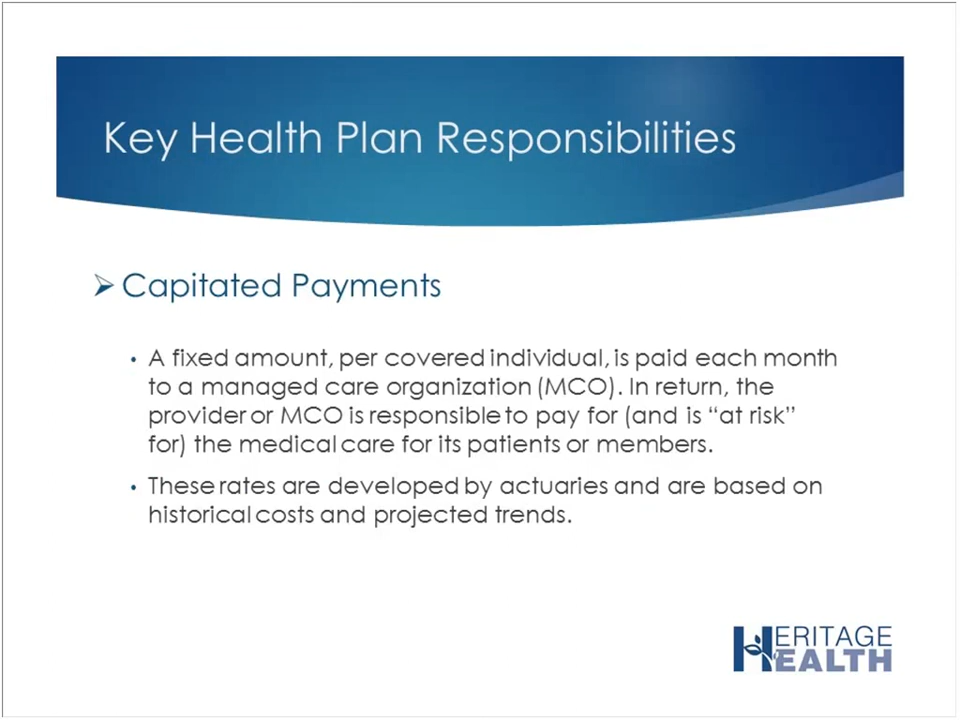 Key Health Plan Responsibilities
➢ Capitated Payments
• A fixed amount, per covered individual, is paid each month
to a managed care organization (MCO). In return, the
provider or MCO is responsible to pay for (and is “at risk”
for) the medical care for its patients or members.
• These rates are developed by actuaries and are based on
historical costs and projected trends.
HERITAGE
HEALTH